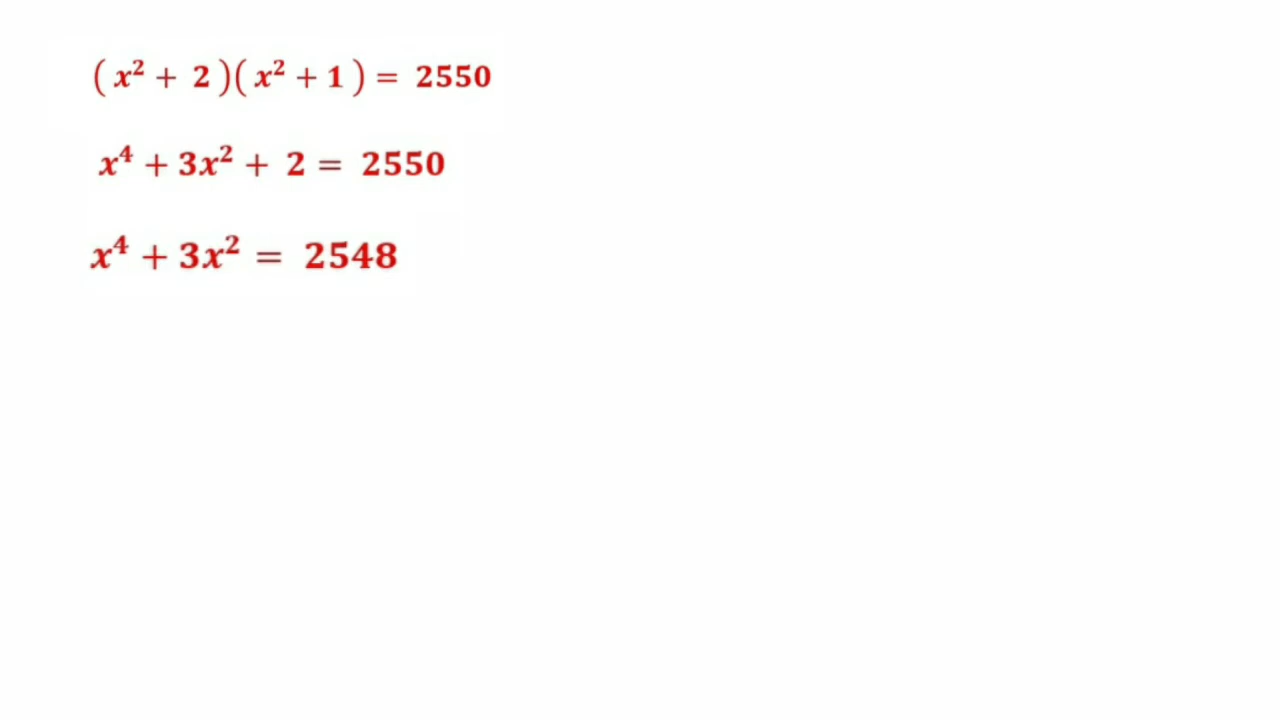 ( x² + 2 )( x² + 1 ) = 2550
x⁴ + 3x² + 2 = 2550
x⁴ + 3x² = 2548